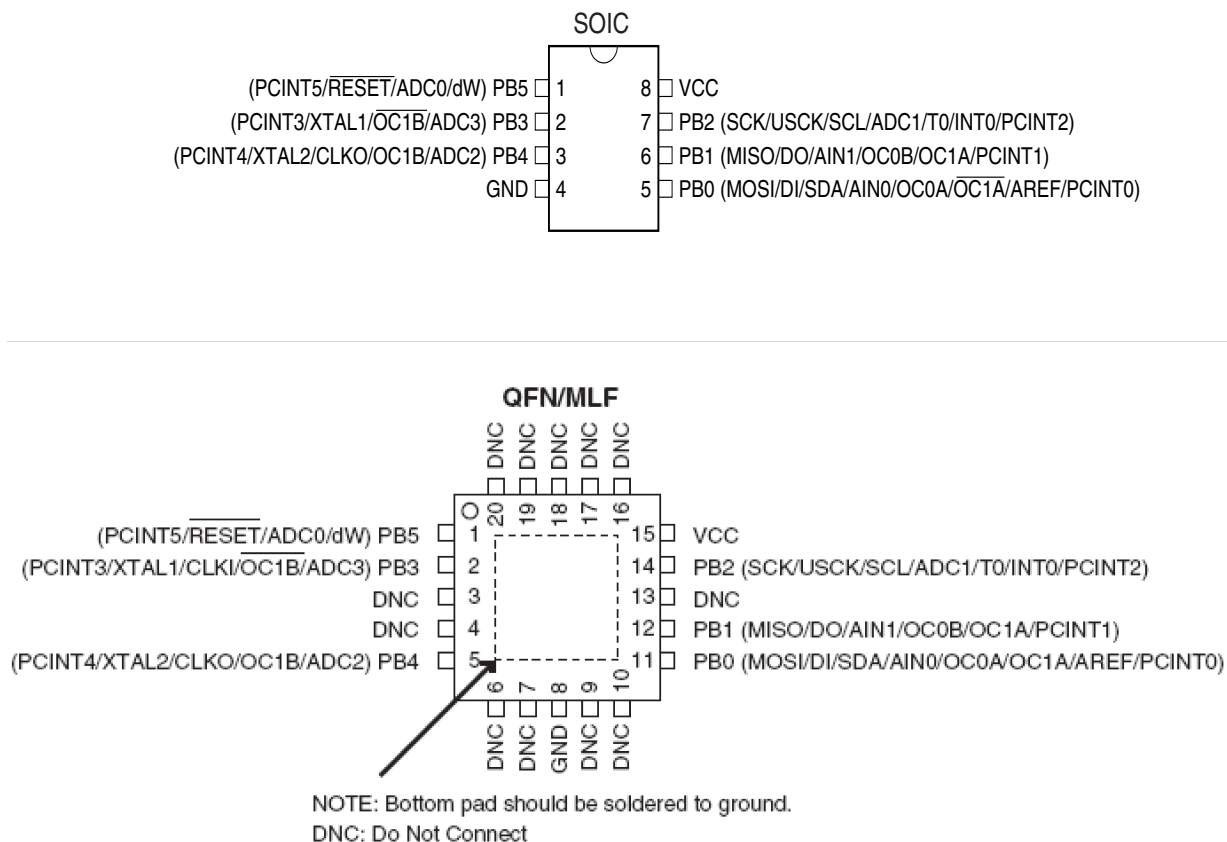 SOIC
(PCINT5/RESET/ADC0/dW) PB5 1 8 VCC
(PCINT3/XTAL1/OC1B/ADC3) PB3 2 7 PB2 (SCK/USCK/SCL/ADC1/T0/INT0/PCINT2)
(PCINT4/XTAL2/CLKO/OC1B/ADC2) PB4 3 6 PB1 (MISO/DO/AIN1/OC0B/OC1A/PCINT1)
GND 4 5 PB0 (MOSI/DI/SDA/AIN0/OC0A/OC1A/AREF/PCINT0)
QFN/MLF
DNC DNC DNC DNC DNC
20 19 18 17 16
(PCINT5/RESET/ADC0/dW) PB5 1 15 VCC
(PCINT3/XTAL1/CLKI/OC1B/ADC3) PB3 2 14 PB2 (SCK/USCK/SCL/ADC1/T0/INT0/PCINT2)
DNC 3 13 DNC
DNC 4 12 PB1 (MISO/DO/AIN1/OC0B/OC1A/PCINT1)
(PCINT4/XTAL2/CLKO/OC1B/ADC2) PB4 5 11 PB0 (MOSI/DI/SDA/AIN0/OC0A/OC1A/AREF/PCINT0)
6 7 8 9 10
DNC DNC GND DNC DNC
NOTE: Bottom pad should be soldered to ground.
DNC: Do Not Connect